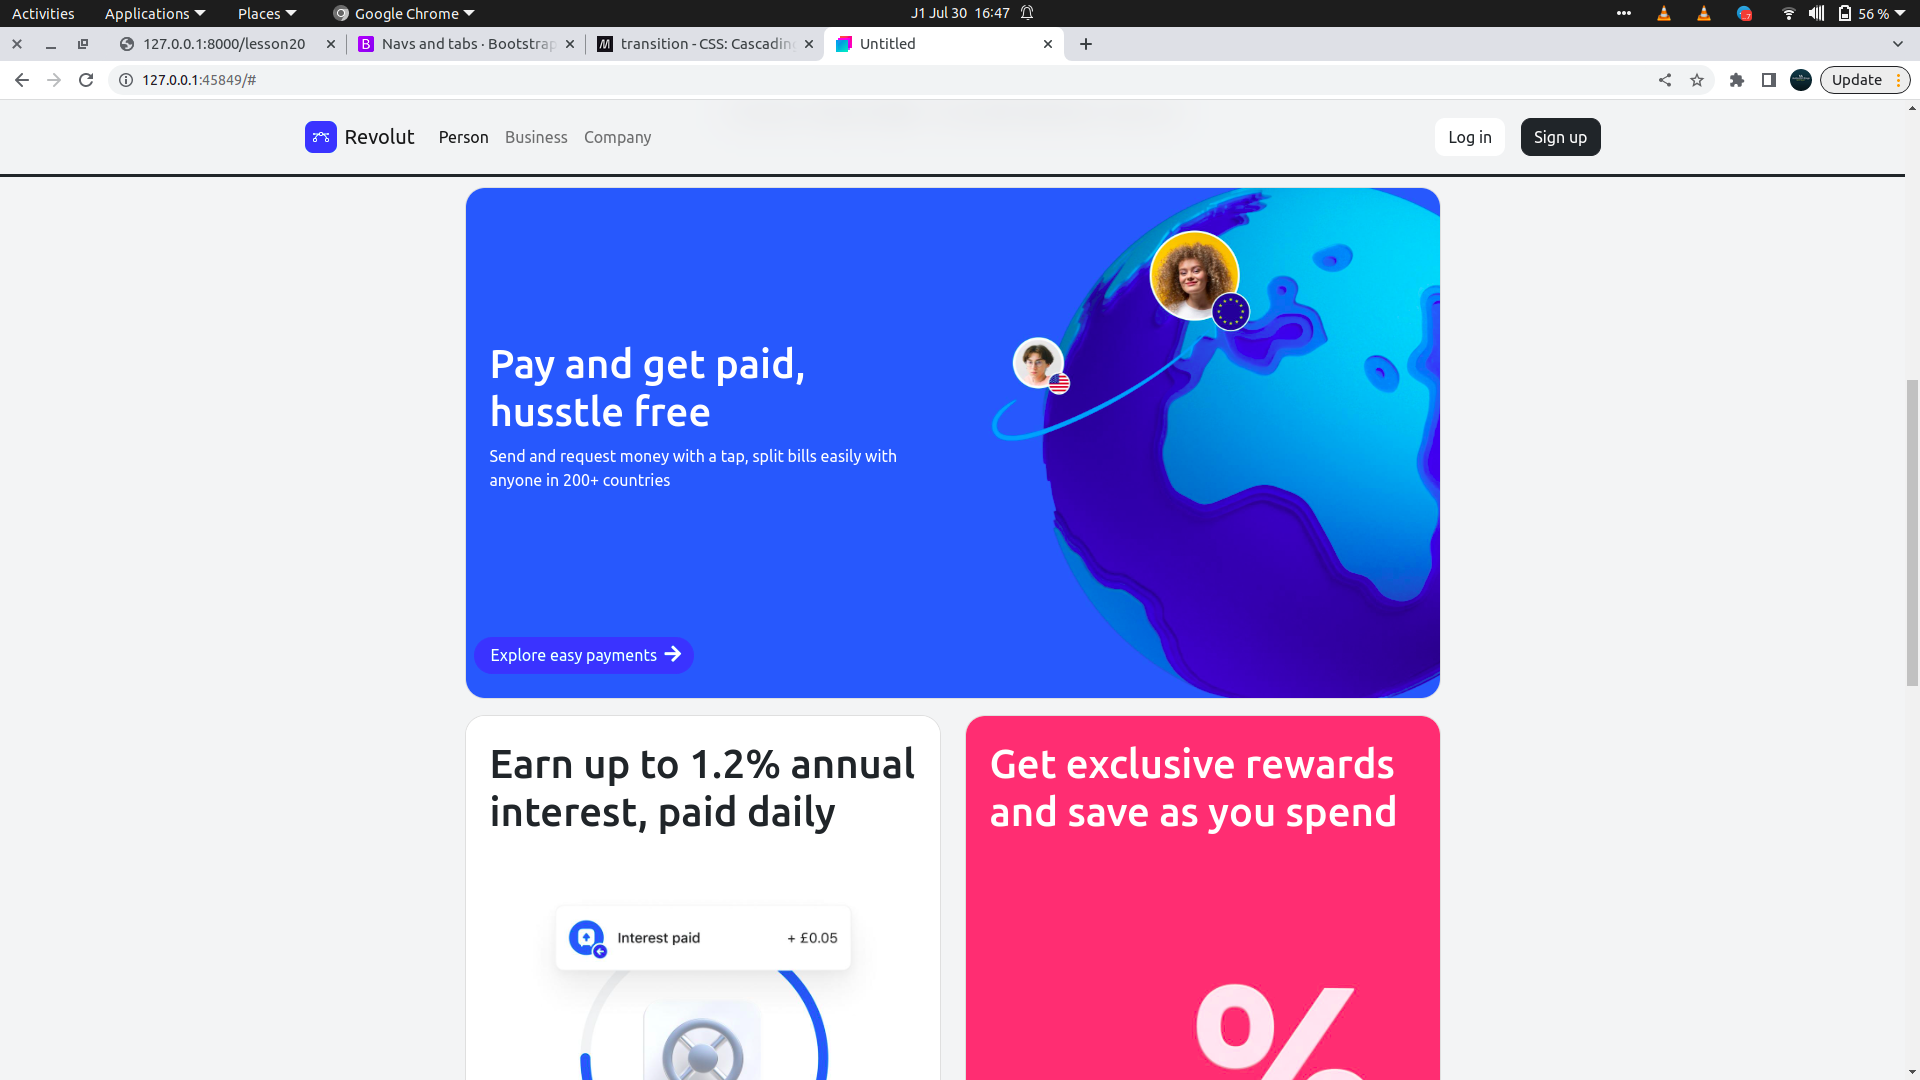 Activities Applications Places Google Chrome J1 Jul 30 16:47 56 %
127.0.0.1:8000/lesson20 Navs and tabs · Bootstrap transition - CSS: Cascading Untitled
127.0.0.1:45849/# Update
Revolut Person Business Company Log in Sign up
Pay and get paid,
husstle free
Send and request money with a tap, split bills easily with
anyone in 200+ countries
Explore easy payments
Earn up to 1.2% annual
interest, paid daily
Get exclusive rewards
and save as you spend
Interest paid + £0.05
%